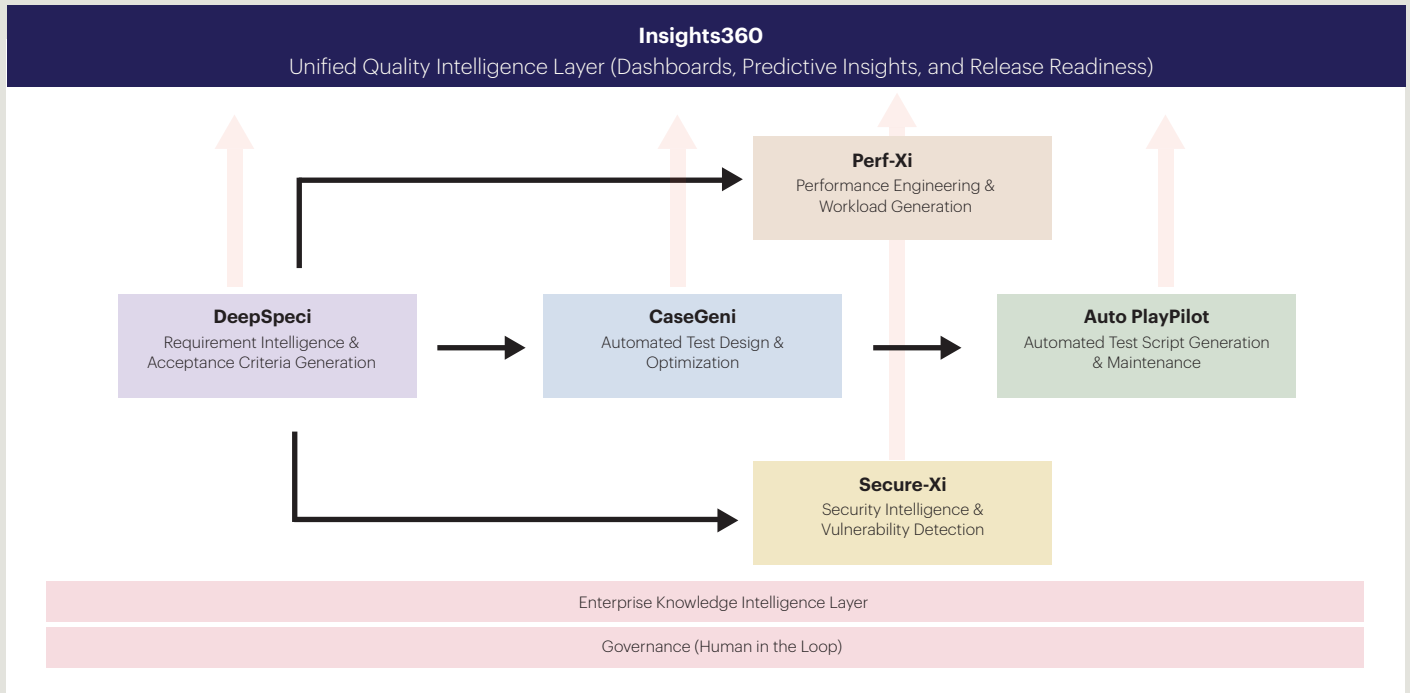 Insights360
Unified Quality Intelligence Layer (Dashboards, Predictive Insights, and Release Readiness)
Perf-Xi
Performance Engineering &
Workload Generation
DeepSpeci
Requirement Intelligence &
Acceptance Criteria Generation
CaseGeni
Automated Test Design &
Optimization
Auto PlayPilot
Automated Test Script Generation
& Maintenance
Secure-Xi
Security Intelligence &
Vulnerability Detection
Enterprise Knowledge Intelligence Layer
Governance (Human in the Loop)